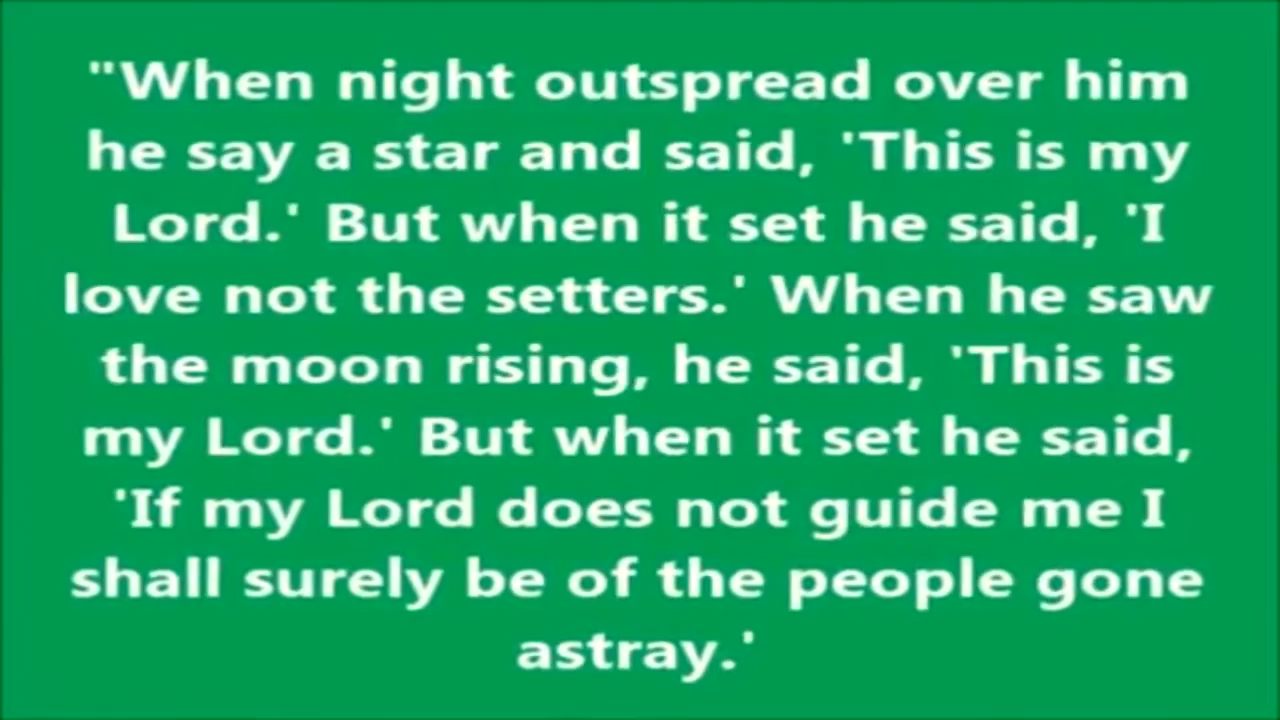 "When night outspread over him
he say a star and said, 'This is my
Lord.' But when it set he said, 'I
love not the setters.' When he saw
the moon rising, he said, 'This is
my Lord.' But when it set he said,
'If my Lord does not guide me I
shall surely be of the people gone
astray.'